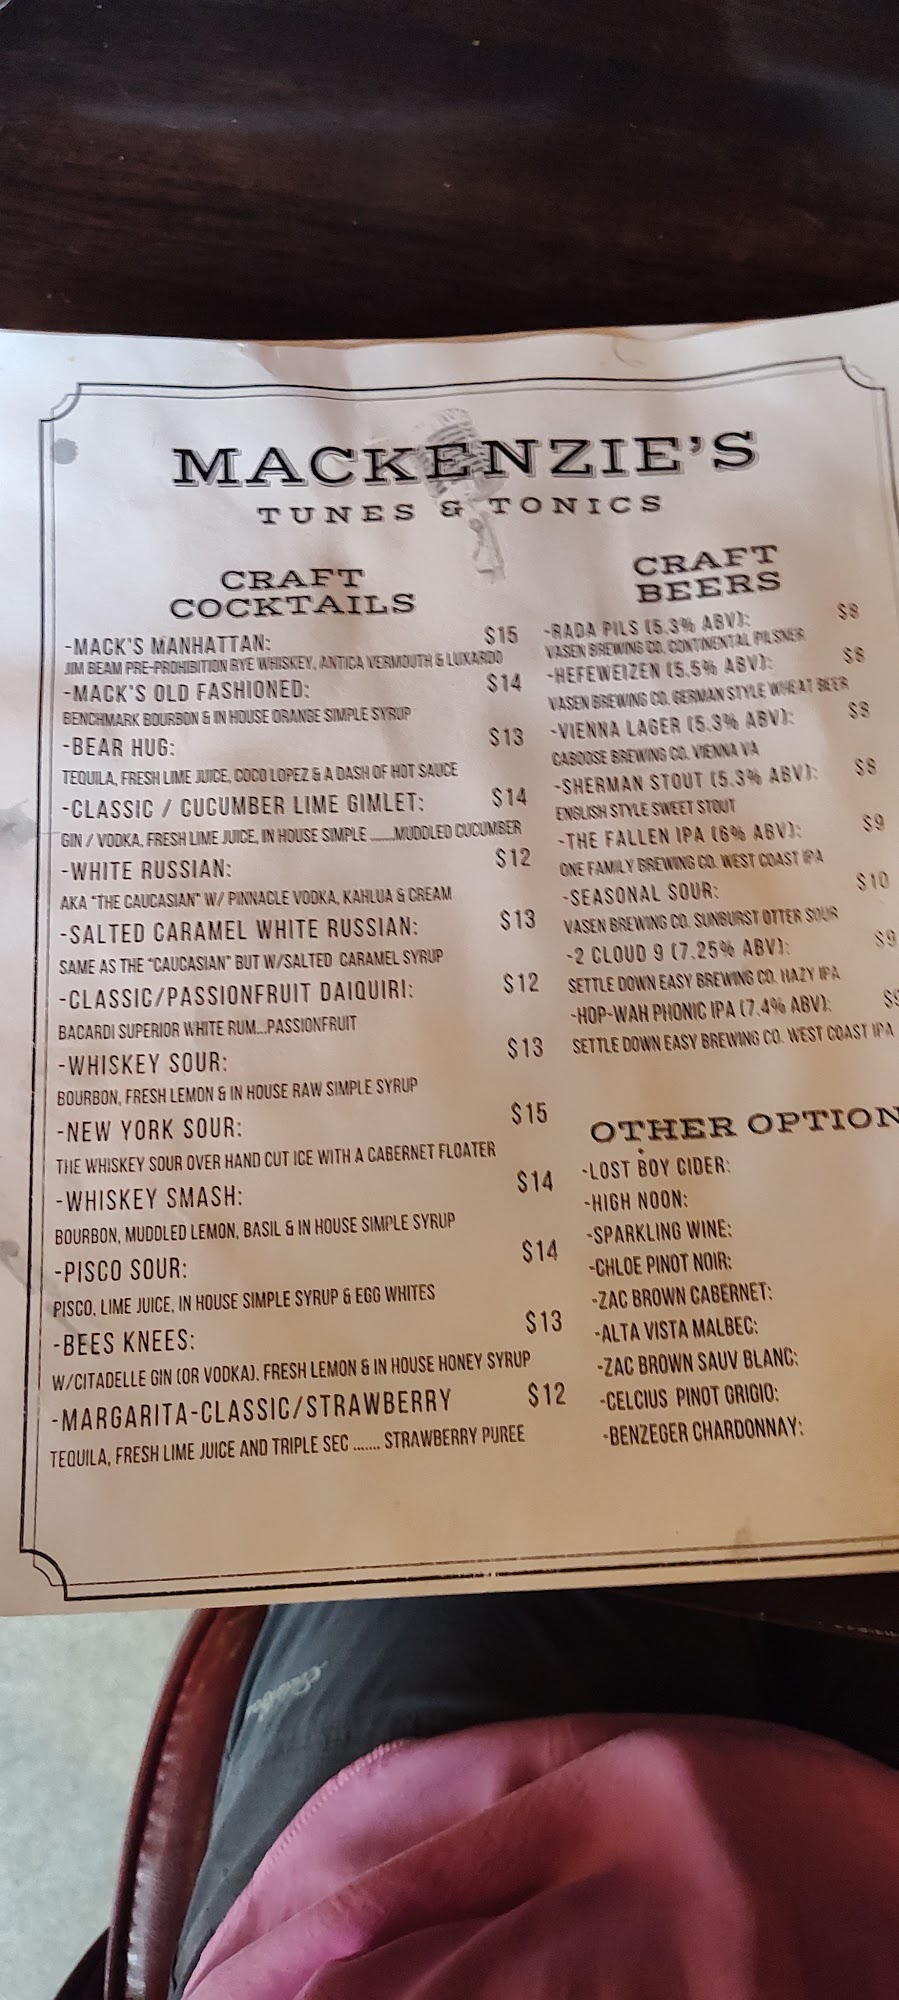 MACKENZIE'S
TUNES & TONICS
CRAFT
COCKTAILS
-MACK'S MANHATTAN: $15
JIM BEAM PRE-PROHIBITION RYE WHISKEY, ANTICA VERMOUTH & LUXARDO
-MACK'S OLD FASHIONED: $14
BENCHMARK BOURBON & IN HOUSE ORANGE SIMPLE SYRUP
-BEAR HUG: $13
TEQUILA, FRESH LIME JUICE, COCO LOPEZ & A DASH OF HOT SAUCE
-CLASSIC / CUCUMBER LIME GIMLET: $14
GIN / VODKA, FRESH LIME JUICE, IN HOUSE SIMPLE .......MUDDLED CUCUMBER
-WHITE RUSSIAN: $12
AKA "THE CAUCASIAN" W/ PINNACLE VODKA, KAHLUA & CREAM
-SALTED CARAMEL WHITE RUSSIAN: $13
SAME AS THE "CAUCASIAN" BUT W/SALTED CARAMEL SYRUP
-CLASSIC/PASSIONFRUIT DAIQUIRI: $12
BACARDI SUPERIOR WHITE RUM...PASSIONFRUIT
-WHISKEY SOUR: $13
BOURBON, FRESH LEMON & IN HOUSE RAW SIMPLE SYRUP
-NEW YORK SOUR: $15
THE WHISKEY SOUR OVER HAND CUT ICE WITH A CABERNET FLOATER
-WHISKEY SMASH: $14
BOURBON, MUDDLED LEMON, BASIL & IN HOUSE SIMPLE SYRUP
-PISCO SOUR: $14
PISCO, LIME JUICE, IN HOUSE SIMPLE SYRUP & EGG WHITES
-BEES KNEES: $13
W/CITADELLE GIN (OR VODKA), FRESH LEMON & IN HOUSE HONEY SYRUP
-MARGARITA-CLASSIC/STRAWBERRY $12
TEQUILA, FRESH LIME JUICE AND TRIPLE SEC ....... STRAWBERRY PUREE
CRAFT
BEERS
-RADA PILS (5.3% ABV): $8
VASEN BREWING CO. CONTINENTAL PILSNER
-HEFEWEIZEN (5.5% ABV): $8
VASEN BREWING CO. GERMAN STYLE WHEAT BEER
-VIENNA LAGER (5.3% ABV): $8
CABOOSE BREWING CO. VIENNA VA
-SHERMAN STOUT (5.3% ABV): $8
ENGLISH STYLE SWEET STOUT
-THE FALLEN IPA (6% ABV): $9
ONE FAMILY BREWING CO. WEST COAST IPA
-SEASONAL SOUR: $10
VASEN BREWING CO. SUNBURST OTTER SOUR
-2 CLOUD 9 (7.25% ABV): $9
SETTLE DOWN EASY BREWING CO. HAZY IPA
-HOP-WAH PHONIC IPA (7.4% ABV):
SETTLE DOWN EASY BREWING CO. WEST COAST IPA
OTHER OPTION
-LOST BOY CIDER:
-HIGH NOON:
-SPARKLING WINE:
-CHLOE PINOT NOIR:
-ZAC BROWN CABERNET:
-ALTA VISTA MALBEC:
-ZAC BROWN SAUV BLANC:
-CELCIUS PINOT GRIGIO:
-BENZEGER CHARDONNAY: